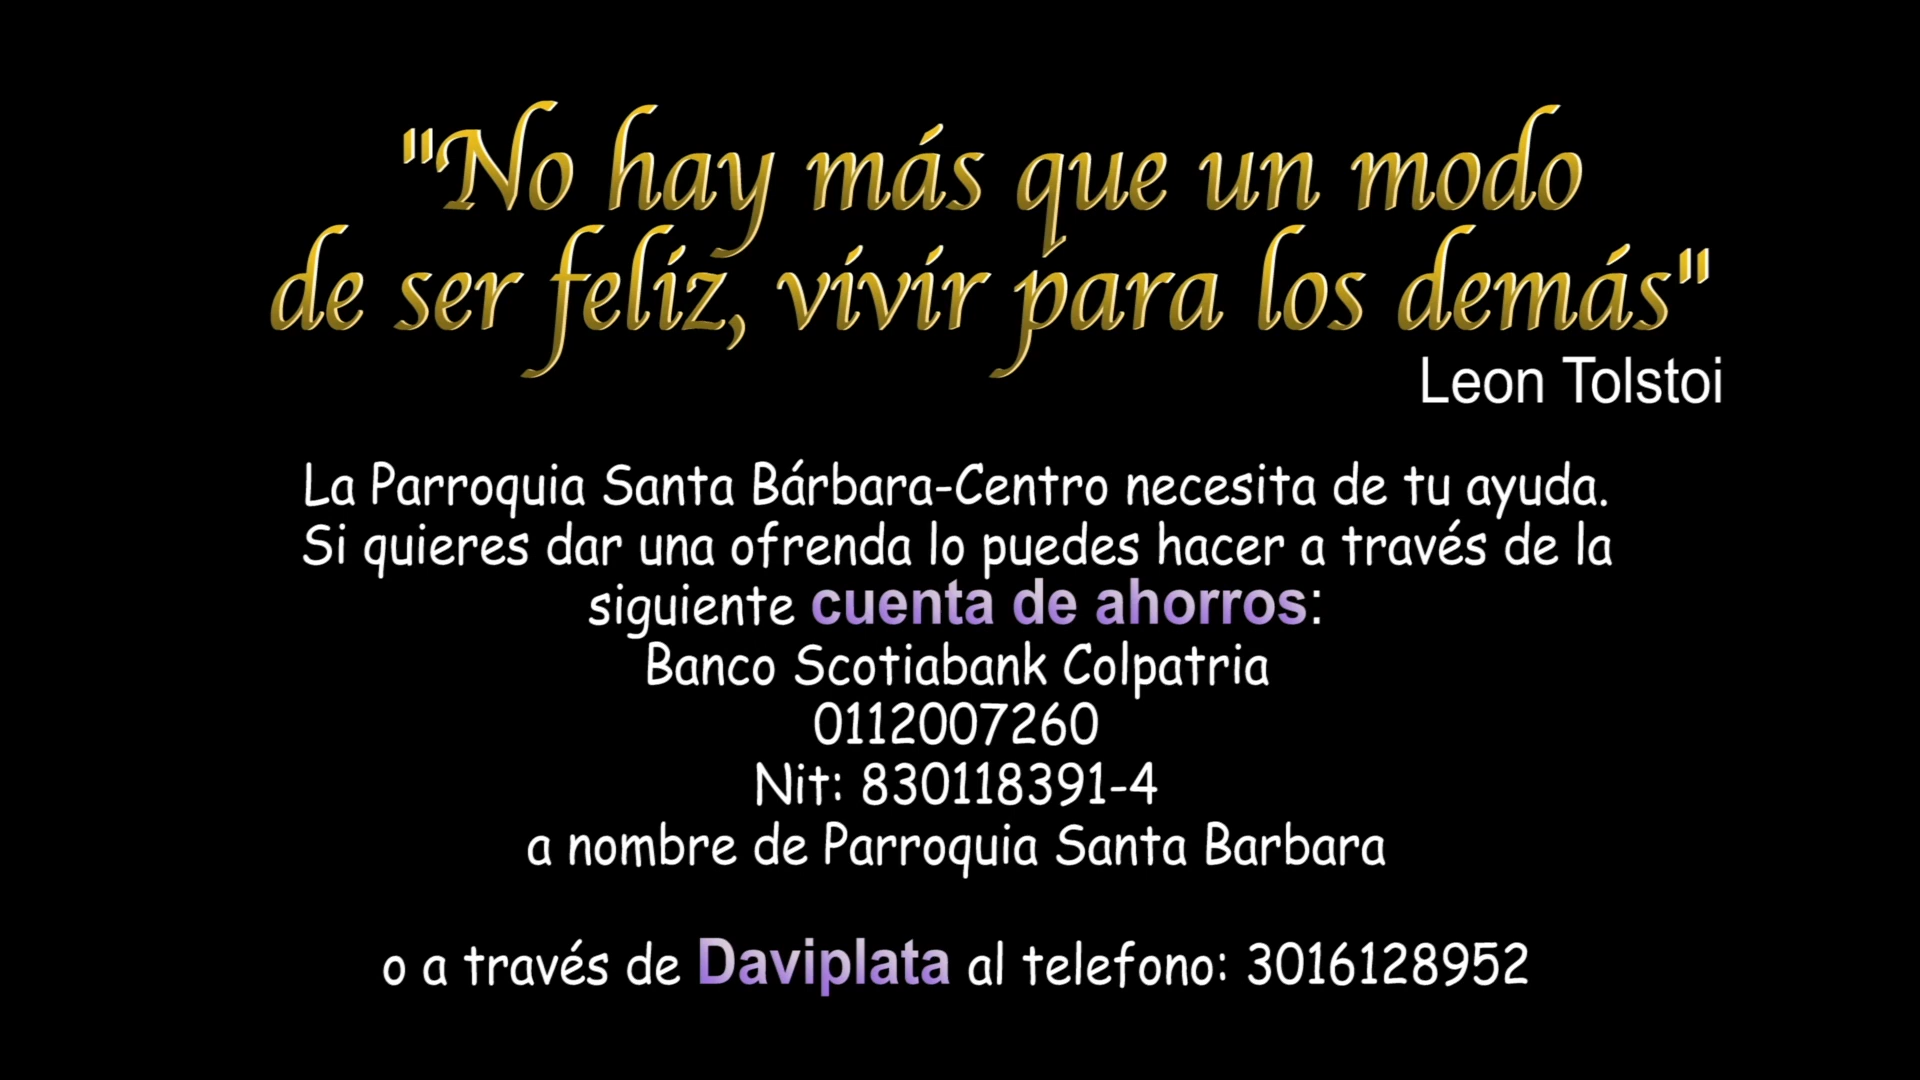 "No hay más que un modo
de ser feliz, vivir para los demás"
Leon Tolstoi
La Parroquia Santa Bárbara-Centro necesita de tu ayuda.
Si quieres dar una ofrenda lo puedes hacer a través de la
siguiente cuenta de ahorros:
Banco Scotiabank Colpatria
0112007260
Nit: 830118391-4
a nombre de Parroquia Santa Barbara
o a través de Daviplata al telefono: 3016128952